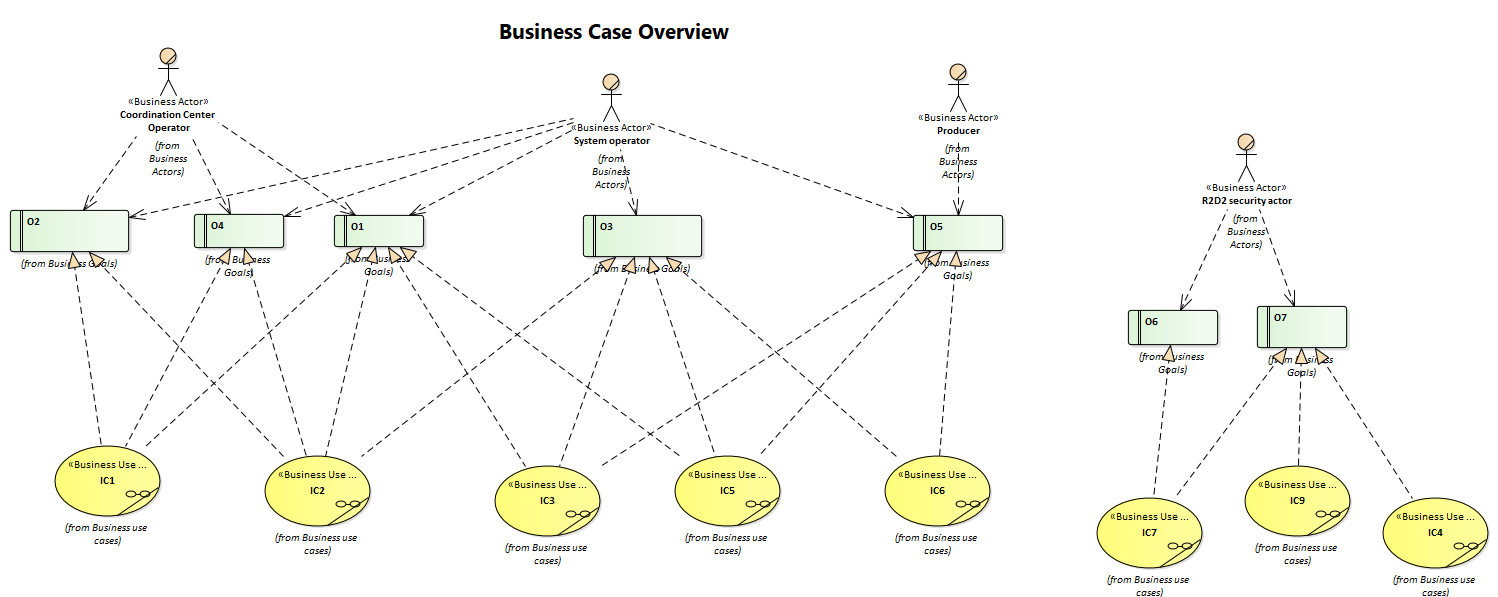 Business Case Overview
«Business Actor»
Coordination Center
Operator
(from
Business
Actors)
«Business Actor»
System operator
(from
Business
Actors)
«Business Actor»
Producer
(from
Business
Actors)
«Business Actor»
R2D2 security actor
(from
Business
Actors)
O2
(from Business Goals)
O4
(from Business
Goals)
O1
(from Business
Goals)
O3
(from Business Goals)
O5
(from Business
Goals)
O6
(from Business
Goals)
O7
(from Business
Goals)
«Business Use ...
IC1
(from Business use
cases)
«Business Use ...
IC2
(from Business use
cases)
«Business Use ...
IC3
(from Business use
cases)
«Business Use ...
IC5
(from Business use
cases)
«Business Use ...
IC6
(from Business use
cases)
«Business Use ...
IC7
(from Business use
cases)
«Business Use ...
IC9
(from Business use
cases)
«Business Use ...
IC4
(from Business use
cases)